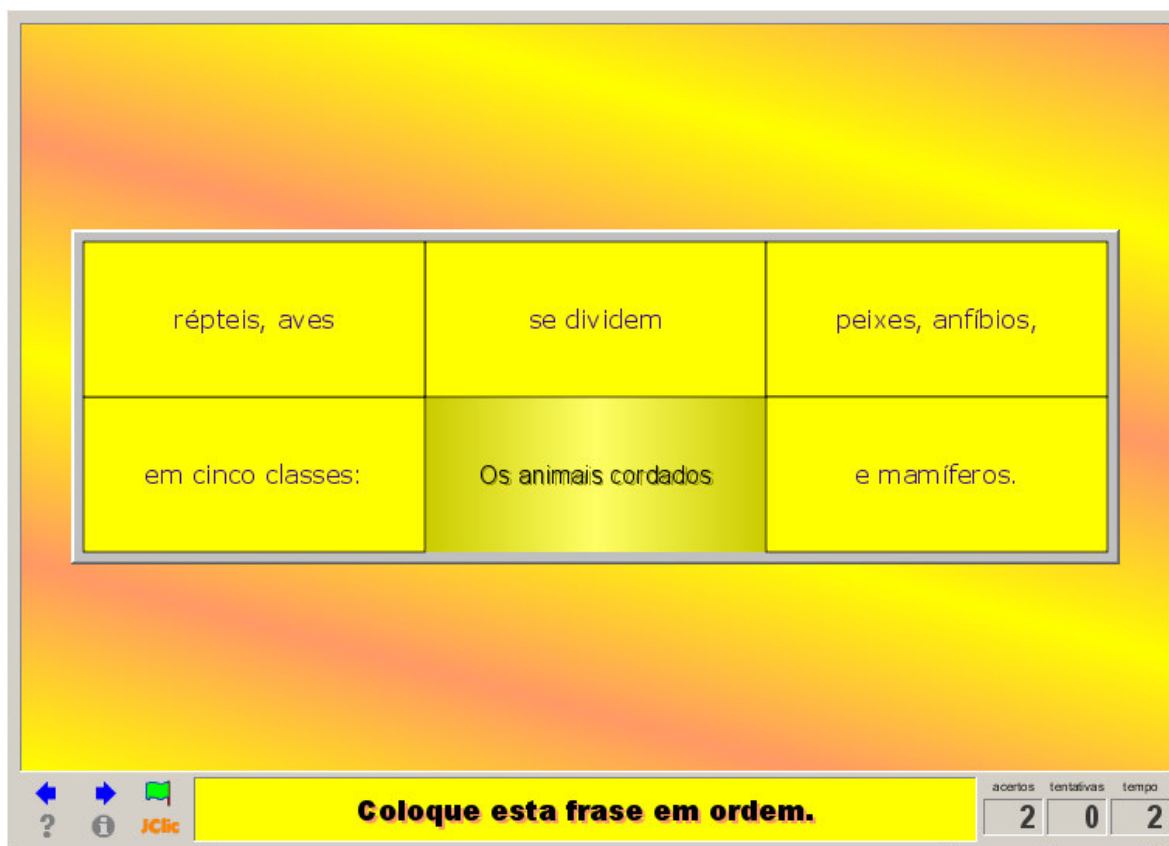 répteis, aves
se dividem
peixes, anfíbios,
em cinco classes:
Os animais cordados
e mamíferos.
JClic
Coloque esta frase em ordem.
acertos
tentativas
tempo
2
0
2